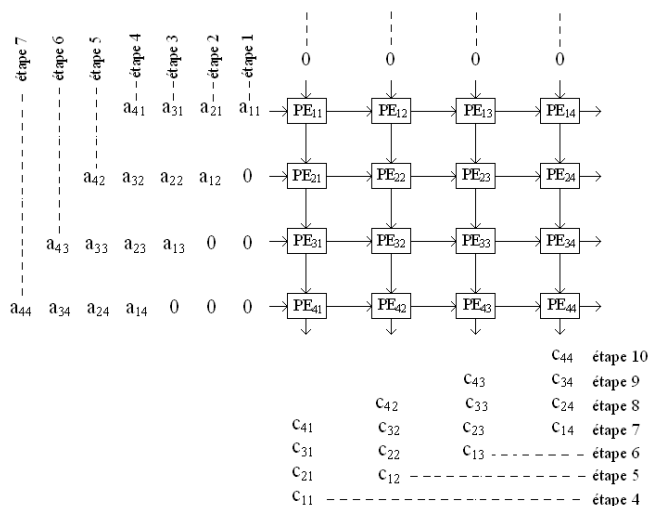 étape 7 étape 6 étape 5 étape 4 étape 3 étape 2 étape 1
0 0 0 0
a41 a31 a21 a11 PE11 PE12 PE13 PE14
a42 a32 a22 a12 0 PE21 PE22 PE23 PE24
a43 a33 a23 a13 0 0 PE31 PE32 PE33 PE34
a44 a34 a24 a14 0 0 0 PE41 PE42 PE43 PE44
c44 étape 10
c43 c34 étape 9
c42 c33 c24 étape 8
c41 c32 c23 c14 étape 7
c31 c22 c13 étape 6
c21 c12 étape 5
c11 étape 4